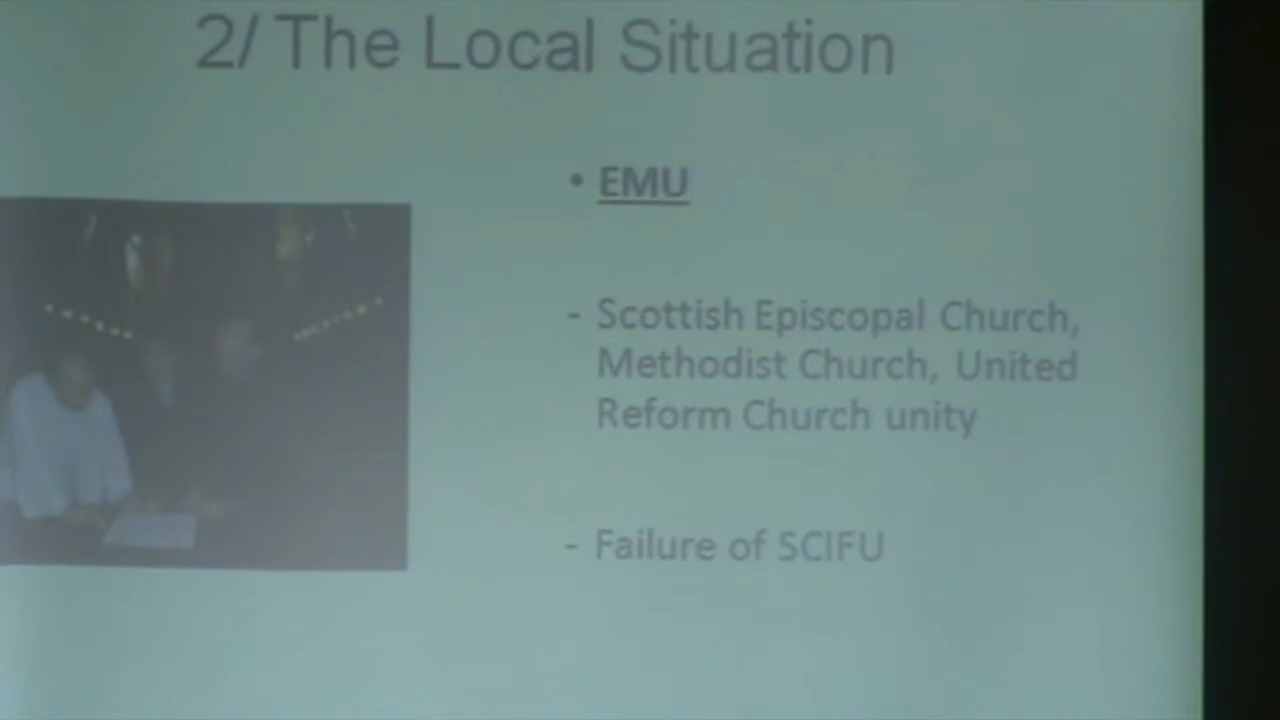 2/ The Local Situation
• EMU
- Scottish Episcopal Church,
Methodist Church, United
Reform Church unity
- Failure of SCIFU